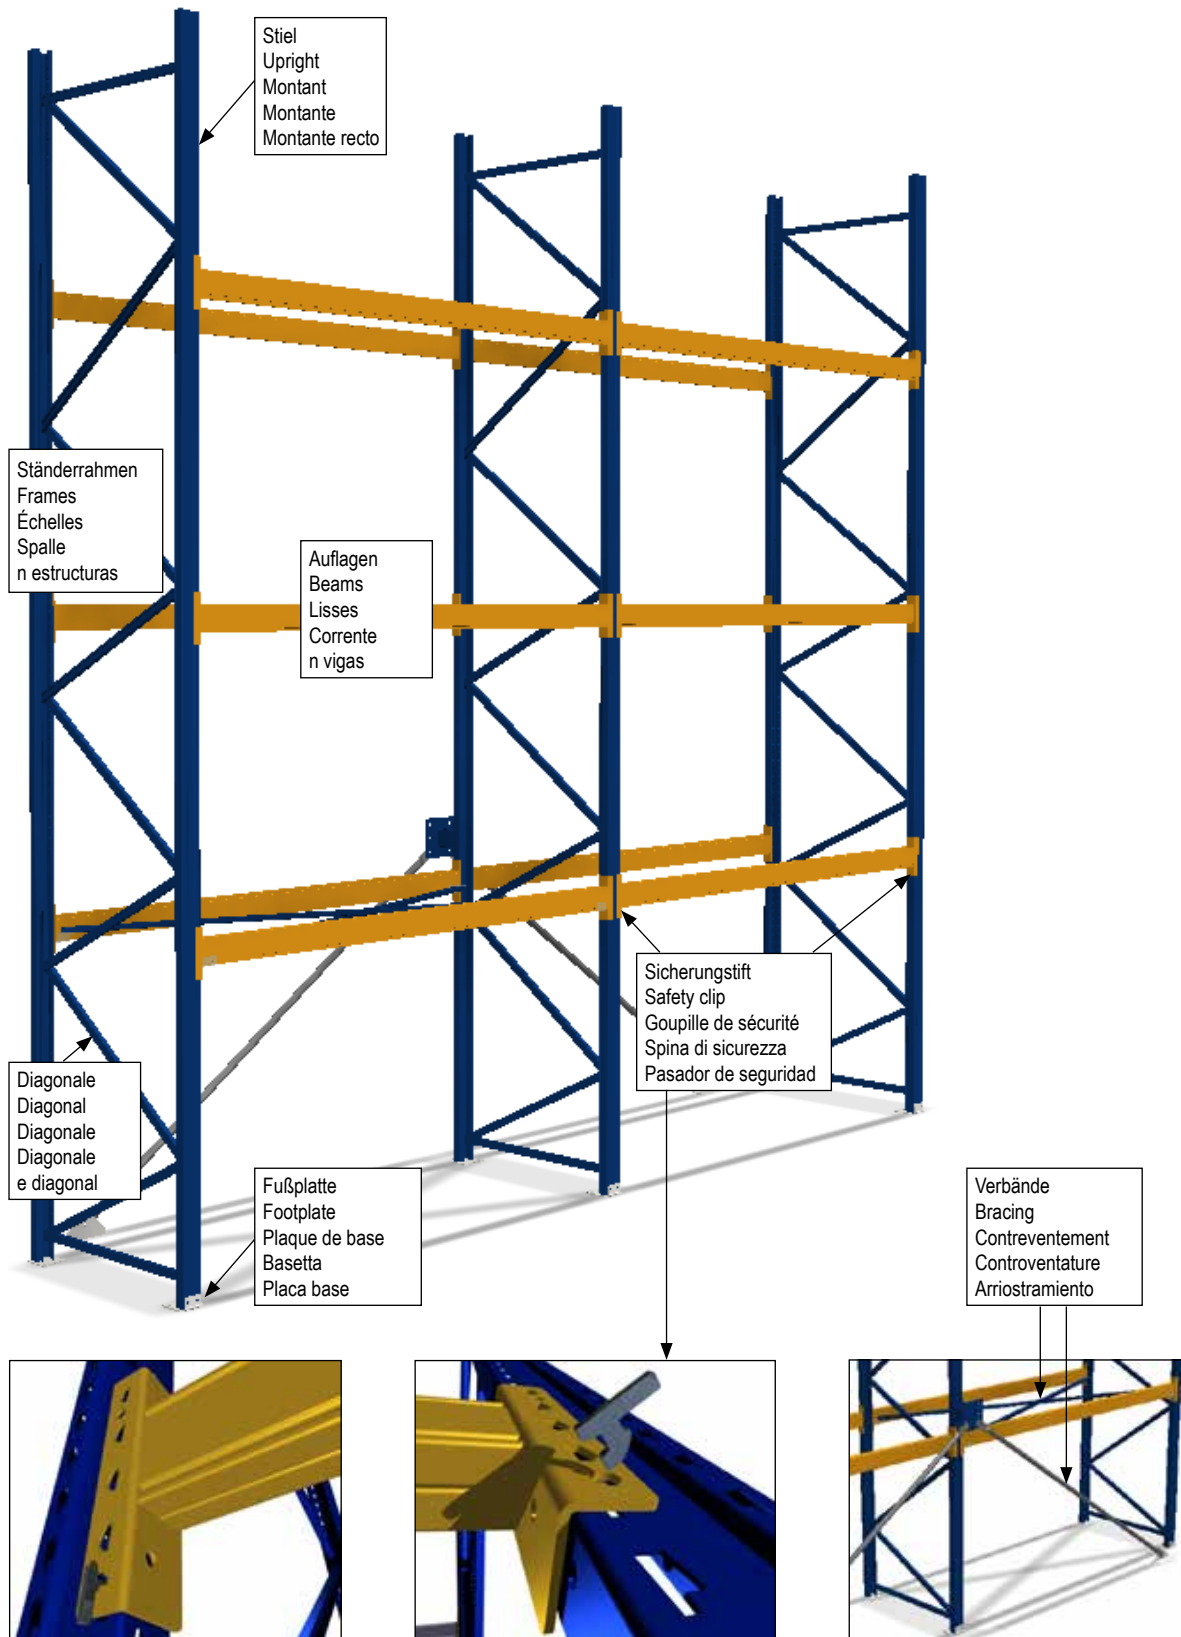 Stiel
Upright
Montant
Montante
Montante recto
Ständerrahmen
Frames
Échelles
Spalle
n estructuras
Auflagen
Beams
Lisses
Corrente
n vigas
Sicherungstift
Safety clip
Goupille de sécurité
Spina di sicurezza
Pasador de seguridad
Diagonale
Diagonal
Diagonale
Diagonale
e diagonal
Fußplatte
Footplate
Plaque de base
Basetta
Placa base
Verbände
Bracing
Contreventement
Controventature
Arriostramiento